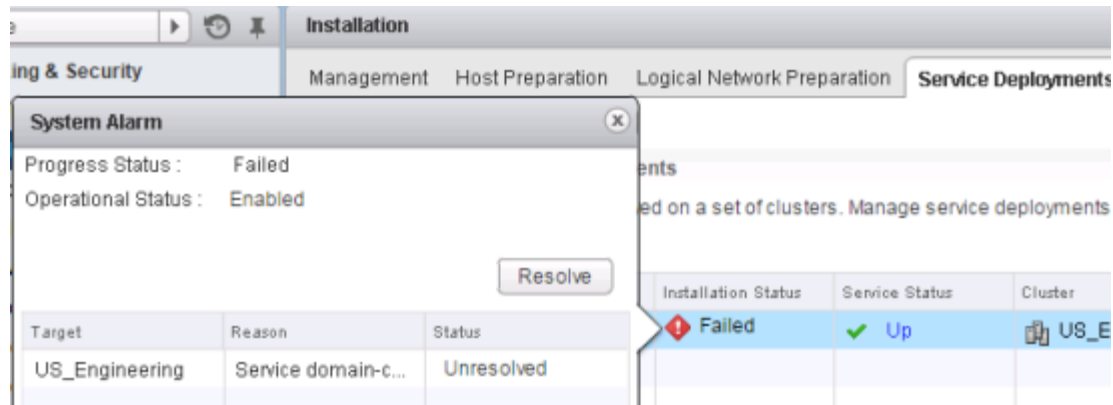 Installation
ing & Security
Management Host Preparation Logical Network Preparation Service Deployments
System Alarm
Progress Status : Failed
Operational Status : Enabled
Resolve
Target Reason Status
US_Engineering Service domain-c... Unresolved
ents
ed on a set of clusters. Manage service deployments
Installation Status Service Status Cluster
Failed Up US_E